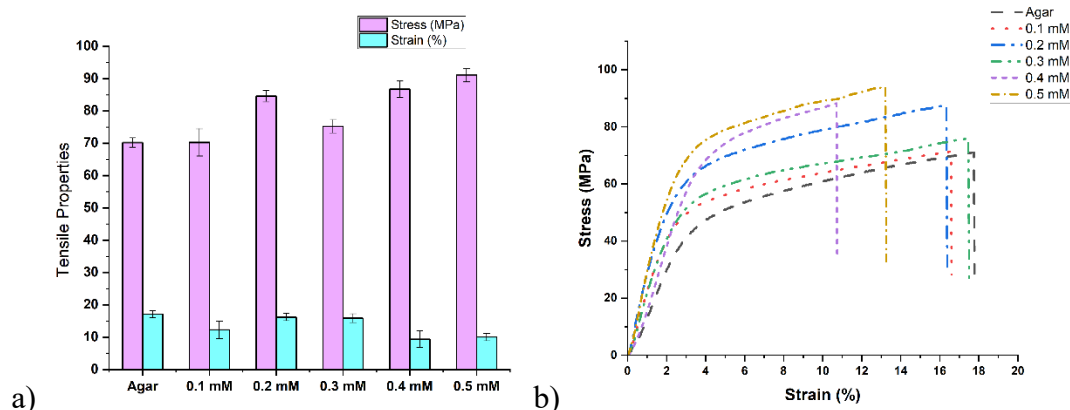 Stress (MPa)
Strain (%)
100
90
80
70
60
50
40
30
20
10
0
Tensile Properties
Agar 0.1 mM 0.2 mM 0.3 mM 0.4 mM 0.5 mM
a)
Agar
0.1 mM
0.2 mM
0.3 mM
0.4 mM
0.5 mM
100
80
60
40
20
0
Stress (MPa)
0 2 4 6 8 10 12 14 16 18 20
Strain (%)
b)